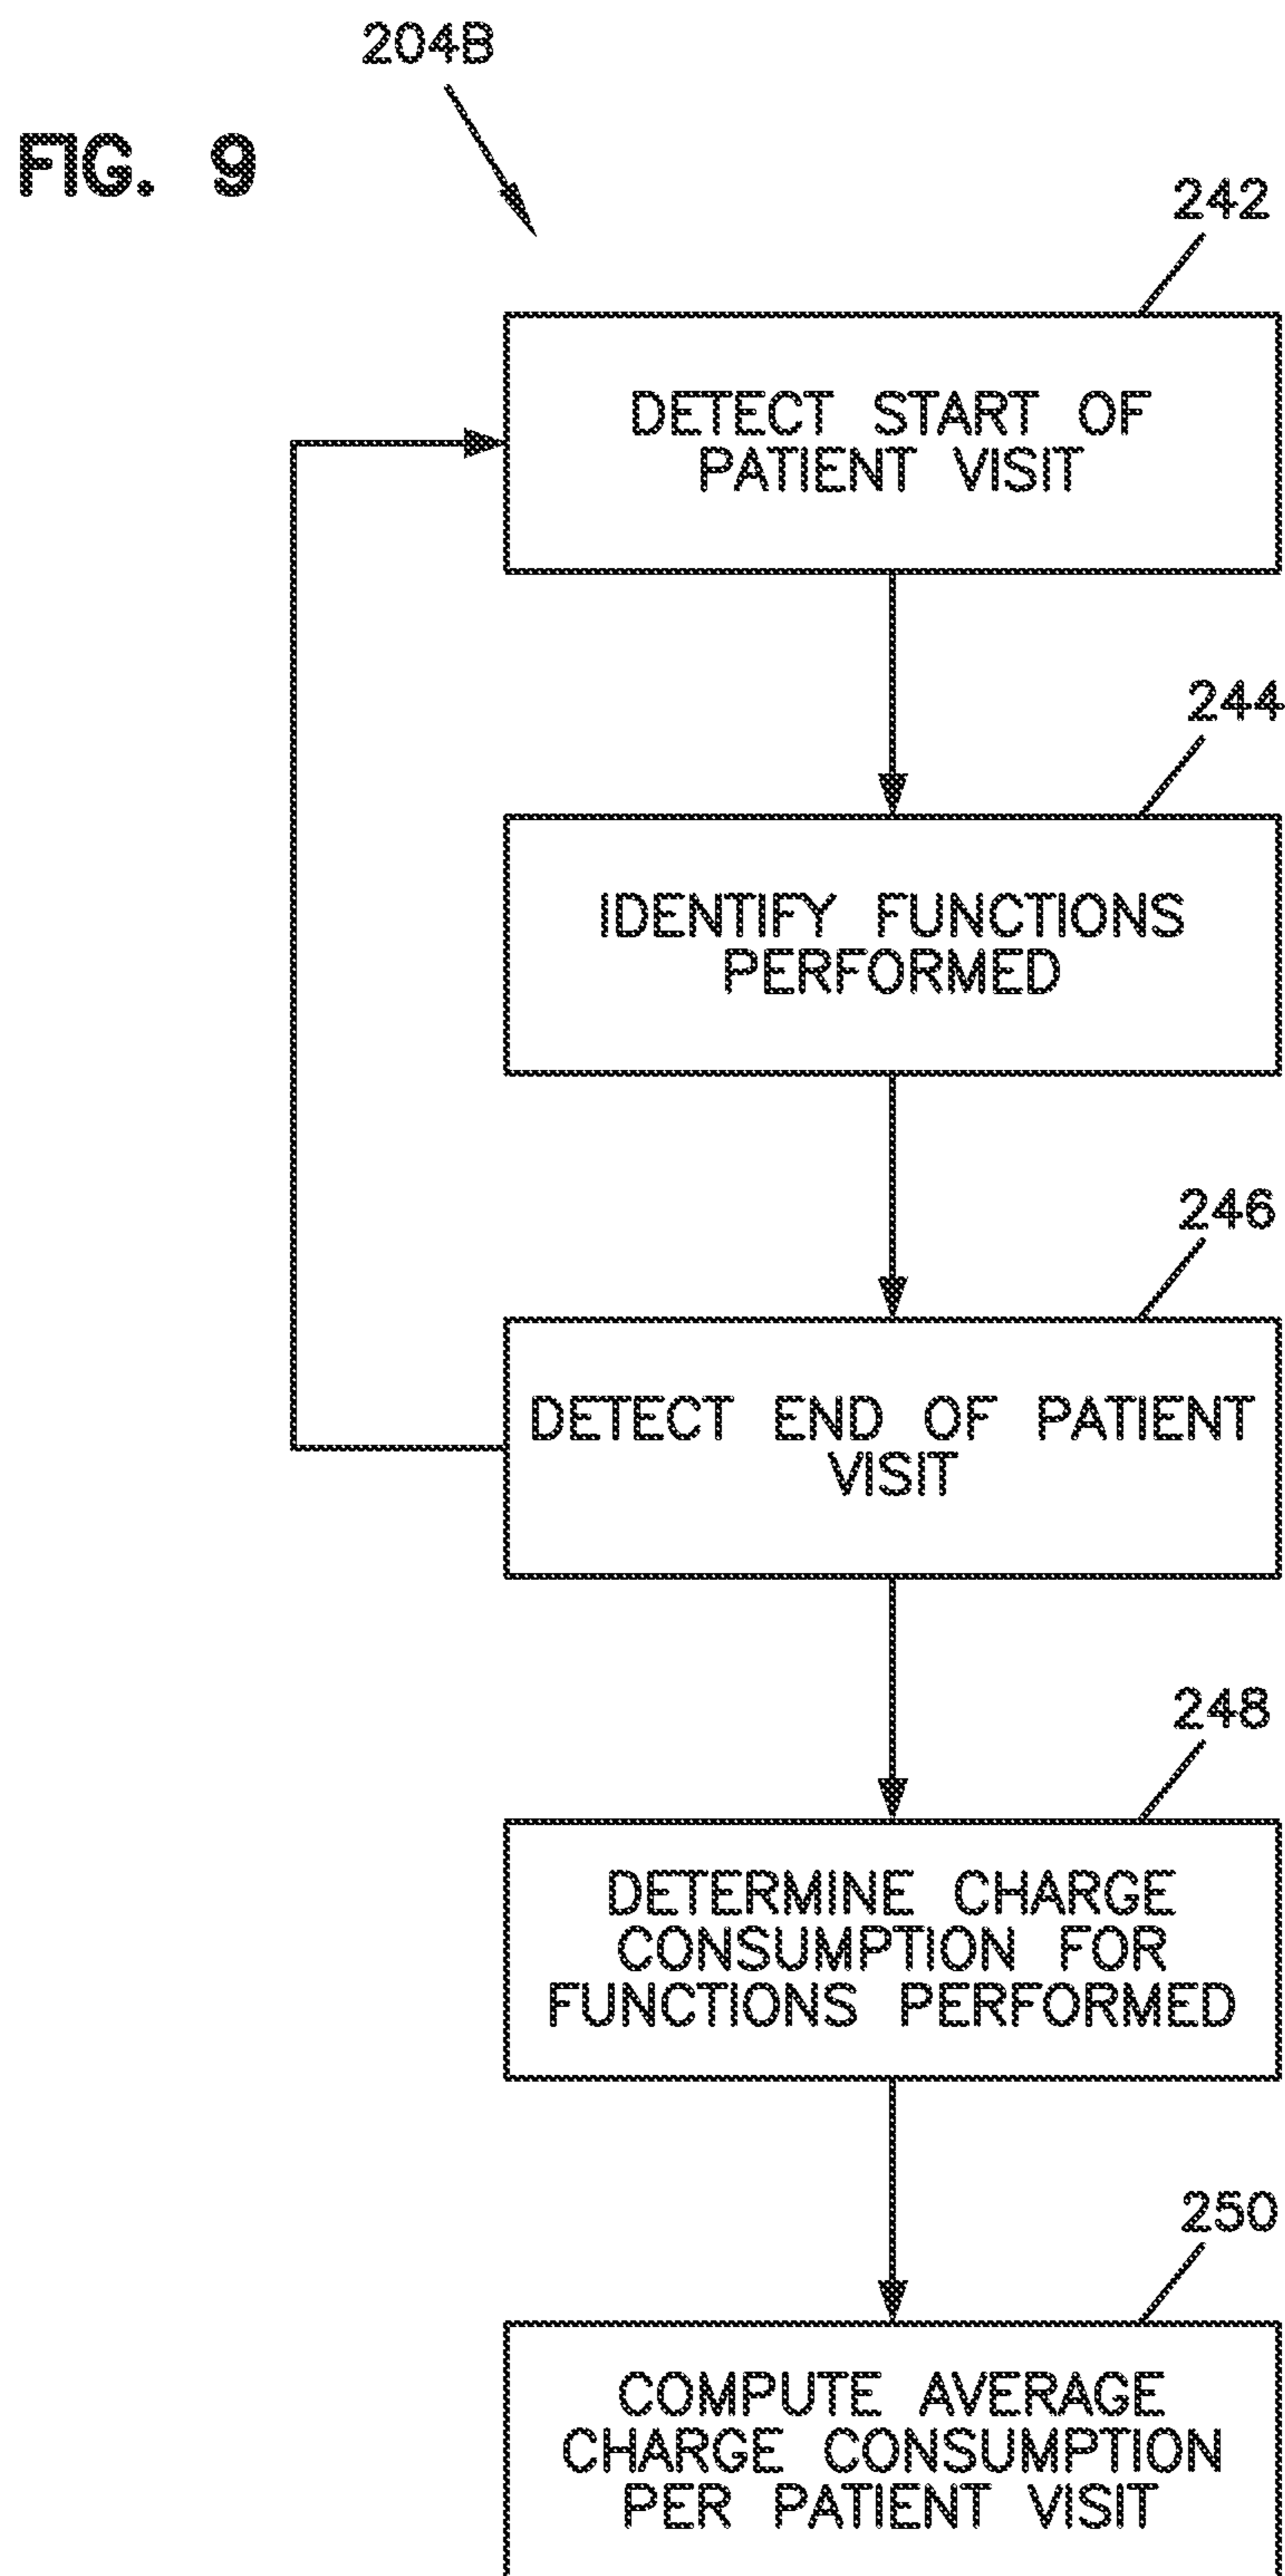 204B
FIG. 9
242
DETECT START OF
PATIENT VISIT
244
IDENTIFY FUNCTIONS
PERFORMED
246
DETECT END OF PATIENT
VISIT
248
DETERMINE CHARGE
CONSUMPTION FOR
FUNCTIONS PERFORMED
250
COMPUTE AVERAGE
CHARGE CONSUMPTION
PER PATIENT VISIT